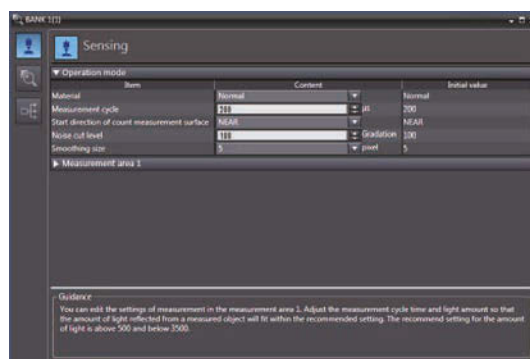 BANK 1(1)
Sensing
Operation mode
Item Content Initial value
Material Normal Normal
Measurement cycle 200 µs 200
Start direction of count measurement surface NEAR NEAR
Noise cut level 100 Gradation 100
Smoothing size 5 pixel 5
Measurement area 1
Guidance
You can edit the settings of measurement in the measurement area 1. Adjust the measurement cycle time and light amount so that
the amount of light reflected from a measured object will fit within the recommended setting. The recommend setting for the amount
of light is above 500 and below 3500.